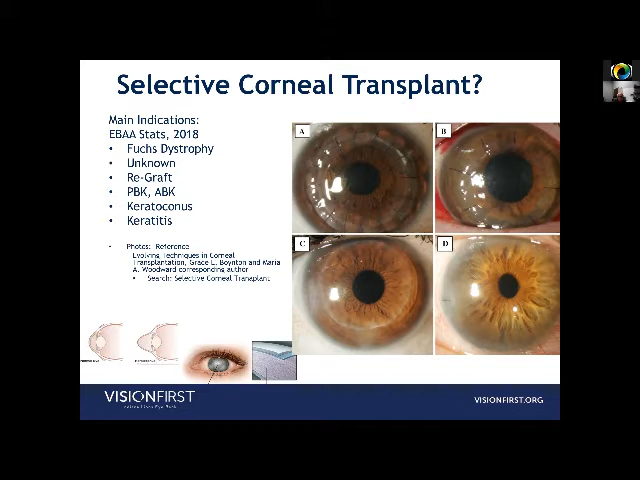 Selective Corneal Transplant?
Main Indications:
EBAA Stats, 2018
• Fuchs Dystrophy
• Unknown
• Re-Graft
• PBK, ABK
• Keratoconus
• Keratitis
• Photos: Reference
Evolving Techniques in Corneal
Transplantation, Grace L. Boynton and Maria
A. Woodward corresponding author
• Search: Selective Corneal Transplant
A
B
C
D
VISIONFIRST
VISIONFIRST.ORG